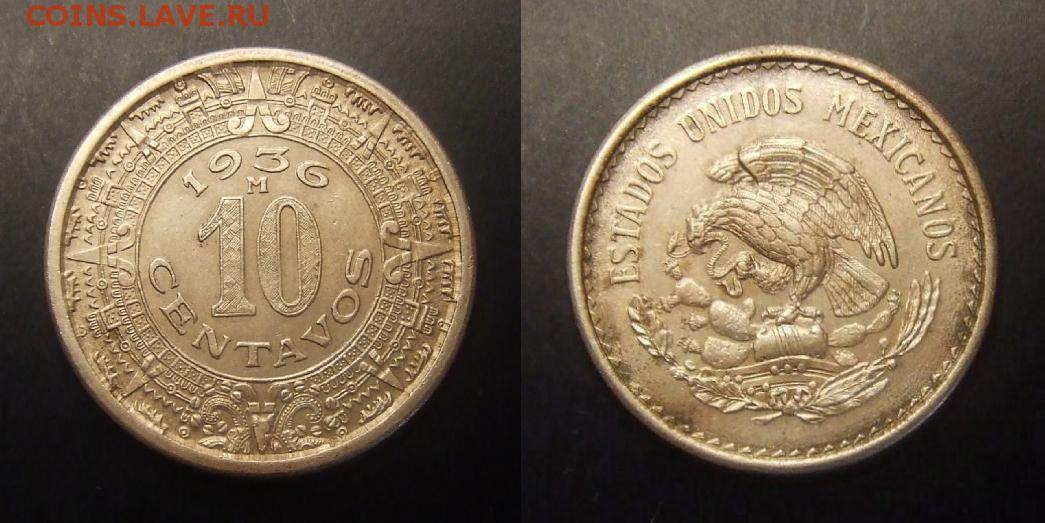 COINS.LAVE.RU
1936
M
10
CENTAVOS
ESTADOS UNIDOS MEXICANOS